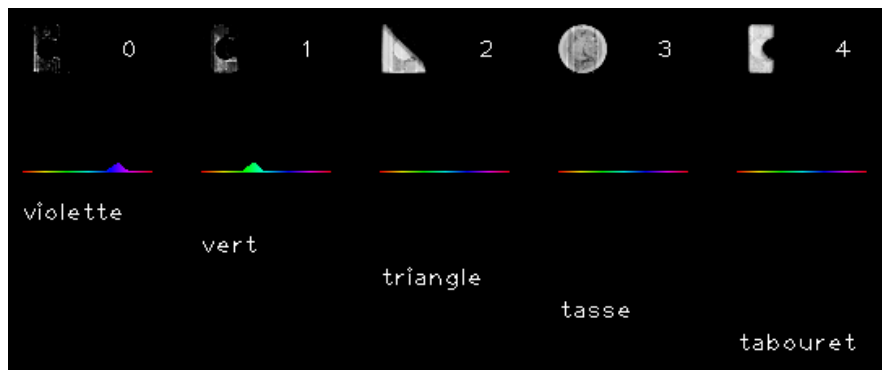 0 1 2 3 4
violette
vert
triangle
tasse
tabouret